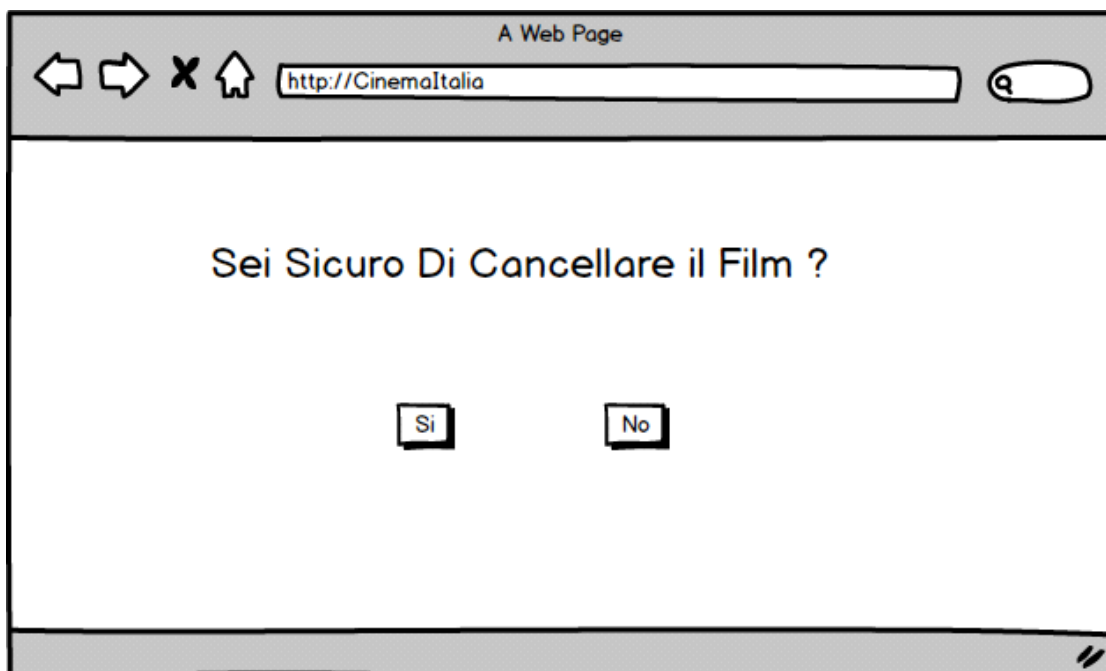 A Web Page
http://CinemaItalia
Sei Sicuro Di Cancellare il Film ?
Si
No